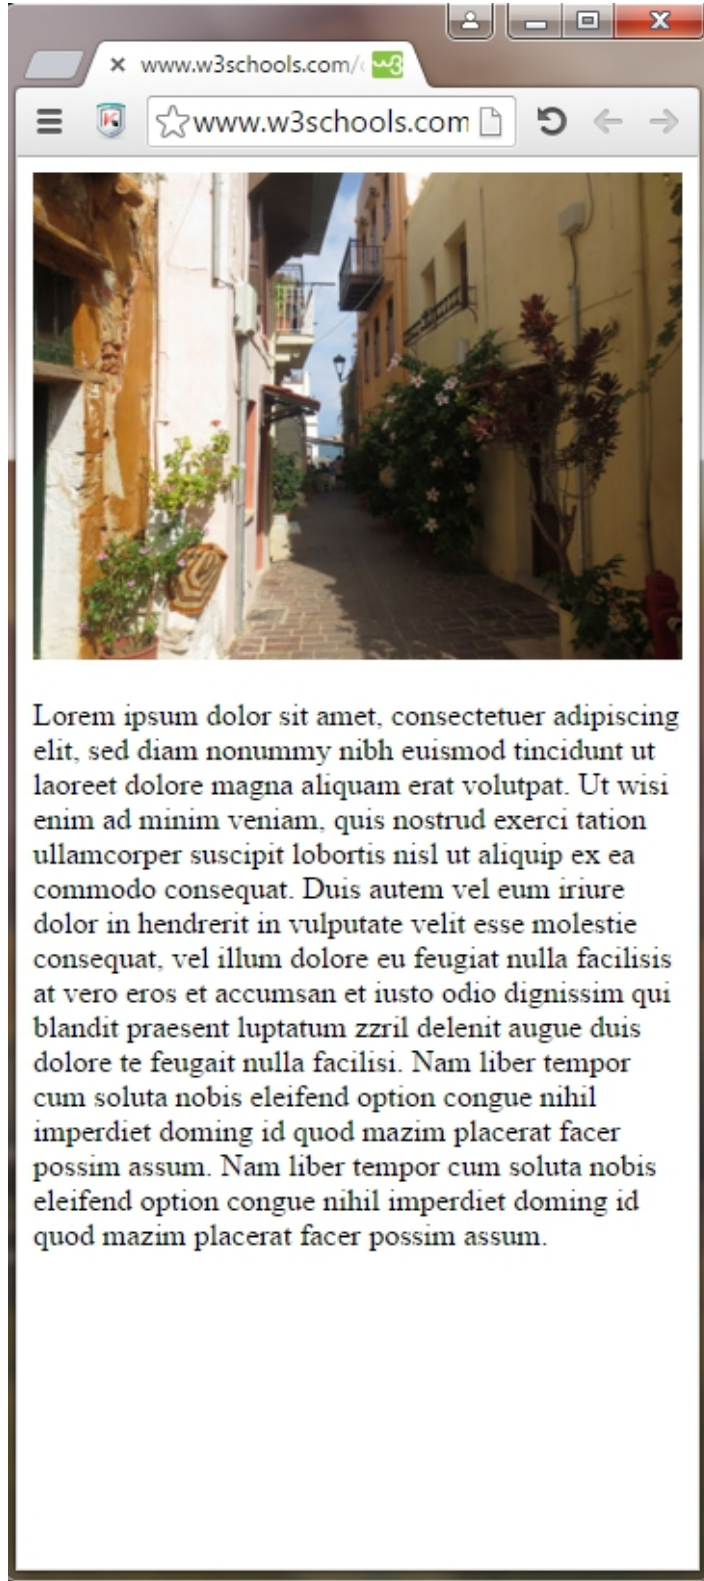 www.w3schools.com/
w3
www.w3schools.com
Lorem ipsum dolor sit amet, consectetuer adipiscing
elit, sed diam nonummy nibh euismod tincidunt ut
laoreet dolore magna aliquam erat volutpat. Ut wisi
enim ad minim veniam, quis nostrud exerci tation
ullamcorper suscipit lobortis nisl ut aliquip ex ea
commodo consequat. Duis autem vel eum iriure
dolor in hendrerit in vulputate velit esse molestie
consequat, vel illum dolore eu feugiat nulla facilisis
at vero eros et accumsan et iusto odio dignissim qui
blandit praesent luptatum zzril delenit augue duis
dolore te feugait nulla facilisi. Nam liber tempor
cum soluta nobis eleifend option congue nihil
imperdiet doming id quod mazim placerat facer
possim assum. Nam liber tempor cum soluta nobis
eleifend option congue nihil imperdiet doming id
quod mazim placerat facer possim assum.